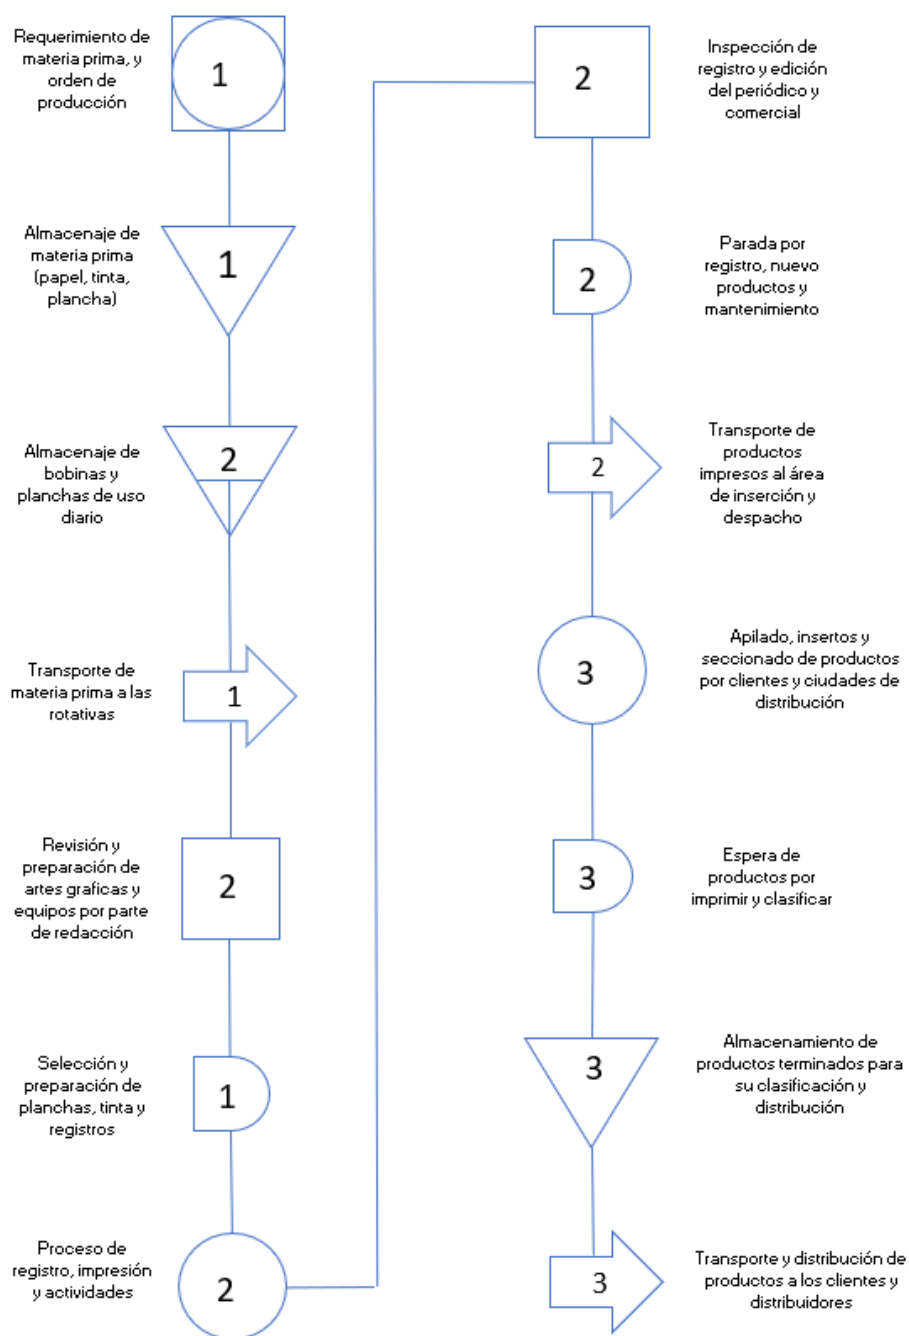 Requerimiento de
materia prima, y
orden de
producción
1
Almacenaje de
materia prima
(papel, tinta,
plancha)
1
Almacenaje de
bobinas y
planchas de uso
diario
2
Transporte de
materia prima a las
rotativas
1
Revisión y
preparación de
artes graficas y
equipos por parte
de redacción
2
Selección y
preparación de
planchas, tinta y
registros
1
Proceso de
registro, impresión
y actividades
2
2
Inspección de
registro y edición
del periódico y
comercial
2
Parada por
registro, nuevo
productos y
mantenimiento
2
Transporte de
productos
impresos al área
de inserción y
despacho
3
Apilado, insertos y
seccionado de productos
por clientes y ciudades de
distribución
3
Espera de
productos por
imprimir y clasificar
3
Almacenamiento de
productos terminados para
su clasificación y
distribución
3
Transporte y distribución de
productos a los clientes y
distribuidores